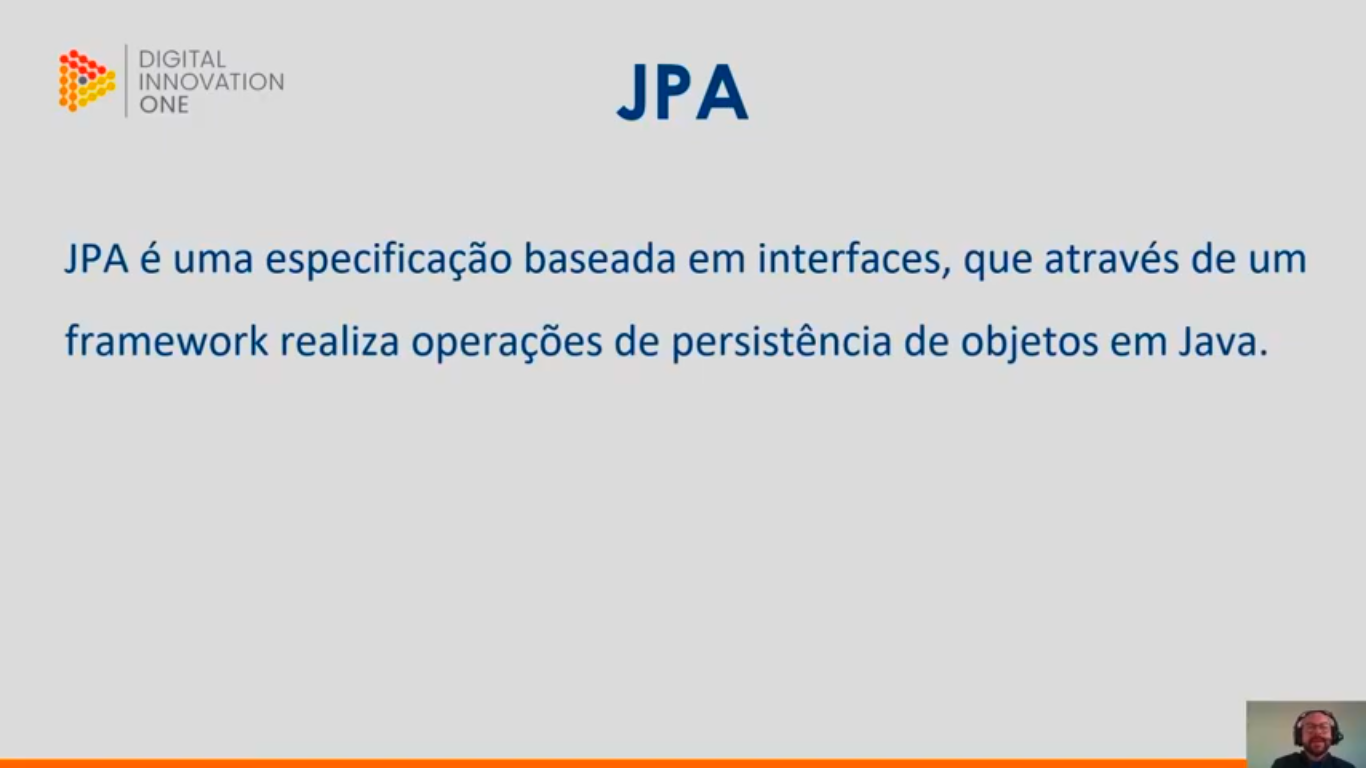 DIGITAL
INNOVATION
ONE
JPA
JPA é uma especificação baseada em interfaces, que através de um
framework realiza operações de persistência de objetos em Java.